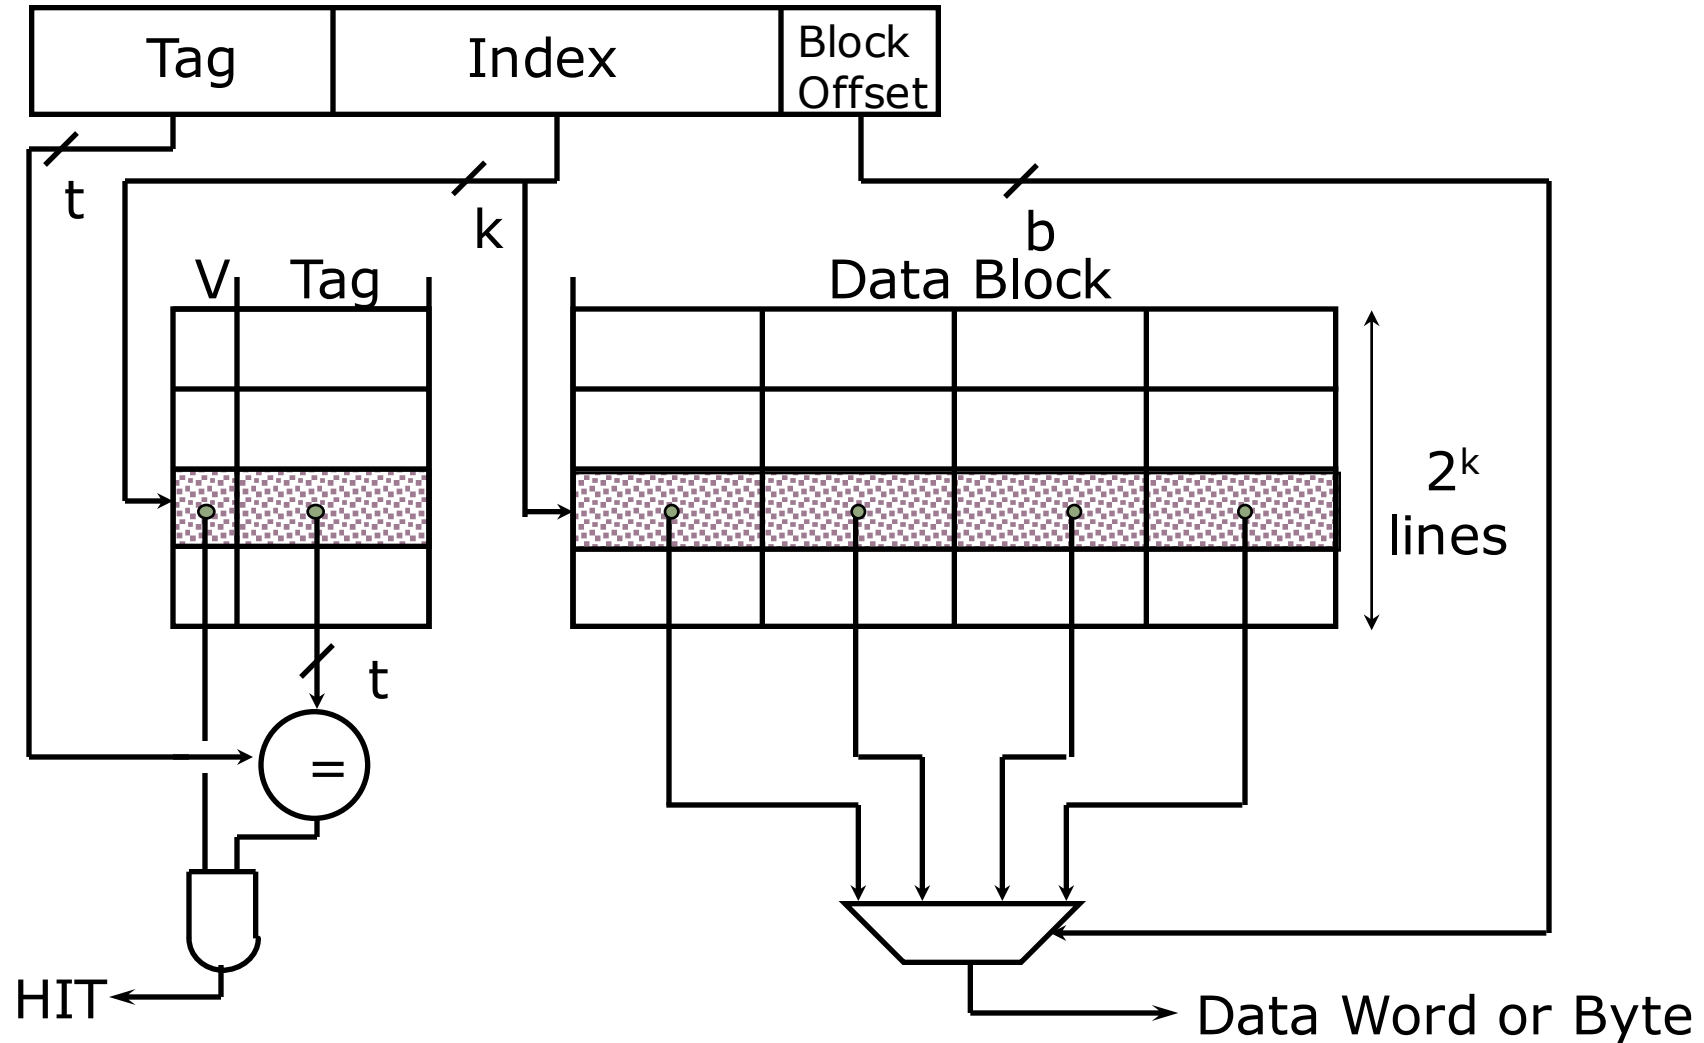 Tag
Index
Block
Offset
t
k
b
V
Tag
Data Block
2ᵏ
lines
t
=
HIT
Data Word or Byte